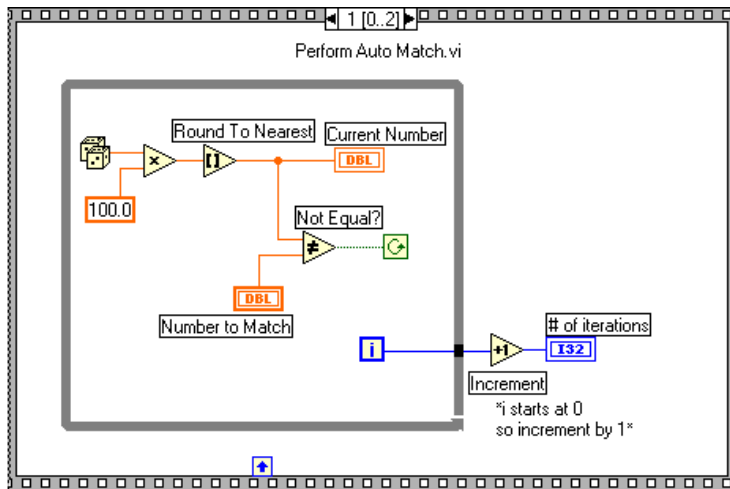 1 [0..2]
Perform Auto Match.vi
Round To Nearest
Current Number
x
[ ]
DBL
100.0
Not Equal?
≠
DBL
Number to Match
# of iterations
i
+1
I32
Increment
*i starts at 0
so increment by 1*